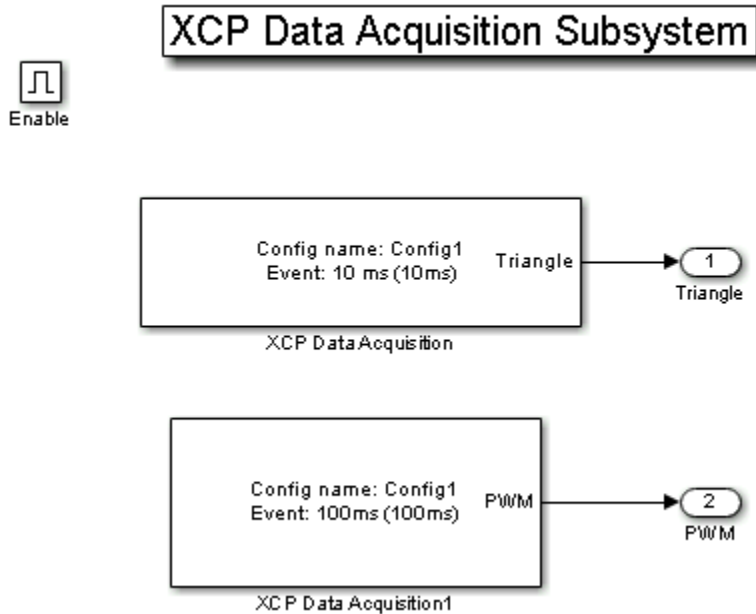 XCP Data Acquisition Subsystem
Enable
Config name: Config1
Event: 10 ms (10ms)
Triangle
1
Triangle
XCP Data Acquisition
Config name: Config1
Event: 100ms (100ms)
PWM
2
PWM
XCP Data Acquisition1